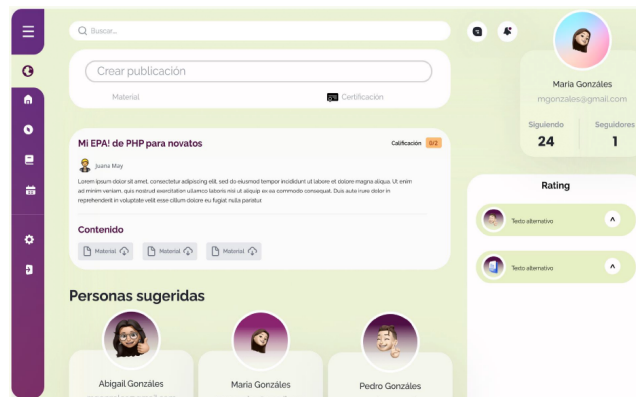 Buscar...
Crear publicación
Material
Certificación
Mi EPA! de PHP para novatos
Calificación 0/2
Juana May
Lorem ipsum dolor sit amet, consectetur adipiscing elit, sed do eiusmod tempor incididunt ut labore et dolore magna aliqua. Ut enim
ad minim veniam, quis nostrud exercitation ullamco laboris nisi ut aliquip ex ea commodo consequat. Duis aute irure dolor in
reprehenderit in voluptate velit esse cillum dolore eu fugiat nulla pariatur.
Contenido
Material
Material
Material
Personas sugeridas
Abigail Gonzáles
Maria Gonzáles
Pedro Gonzáles
Maria Gonzáles
mgonzales@gmail.com
Siguiendo
Seguidores
24
1
Rating
Texto alternativo
Texto alternativo